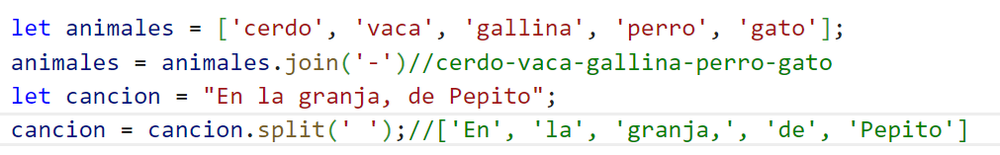 let animales = ['cerdo', 'vaca', 'gallina', 'perro', 'gato'];
animales = animales.join('-')//cerdo-vaca-gallina-perro-gato
let cancion = "En la granja, de Pepito";
cancion = cancion.split(' ');//['En', 'la', 'granja,', 'de', 'Pepito']